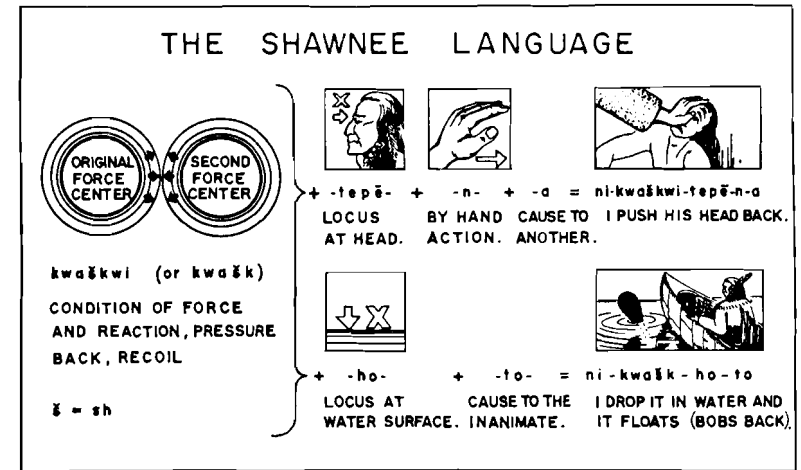 THE SHAWNEE LANGUAGE
ORIGINAL
FORCE
CENTER
SECOND
FORCE
CENTER
kwaškwi (or kwašk)
CONDITION OF FORCE
AND REACTION, PRESSURE
BACK, RECOIL
š = sh
X
+ -tepē- + -n- + -a = ni-kwaškwi-tepē-n-a
LOCUS
AT HEAD.
BY HAND
ACTION.
CAUSE TO
ANOTHER.
I PUSH HIS HEAD BACK.
X
+ -ho- + -to- = ni-kwašk-ho-to
LOCUS AT
WATER SURFACE.
CAUSE TO THE
INANIMATE.
I DROP IT IN WATER AND
IT FLOATS (BOBS BACK).